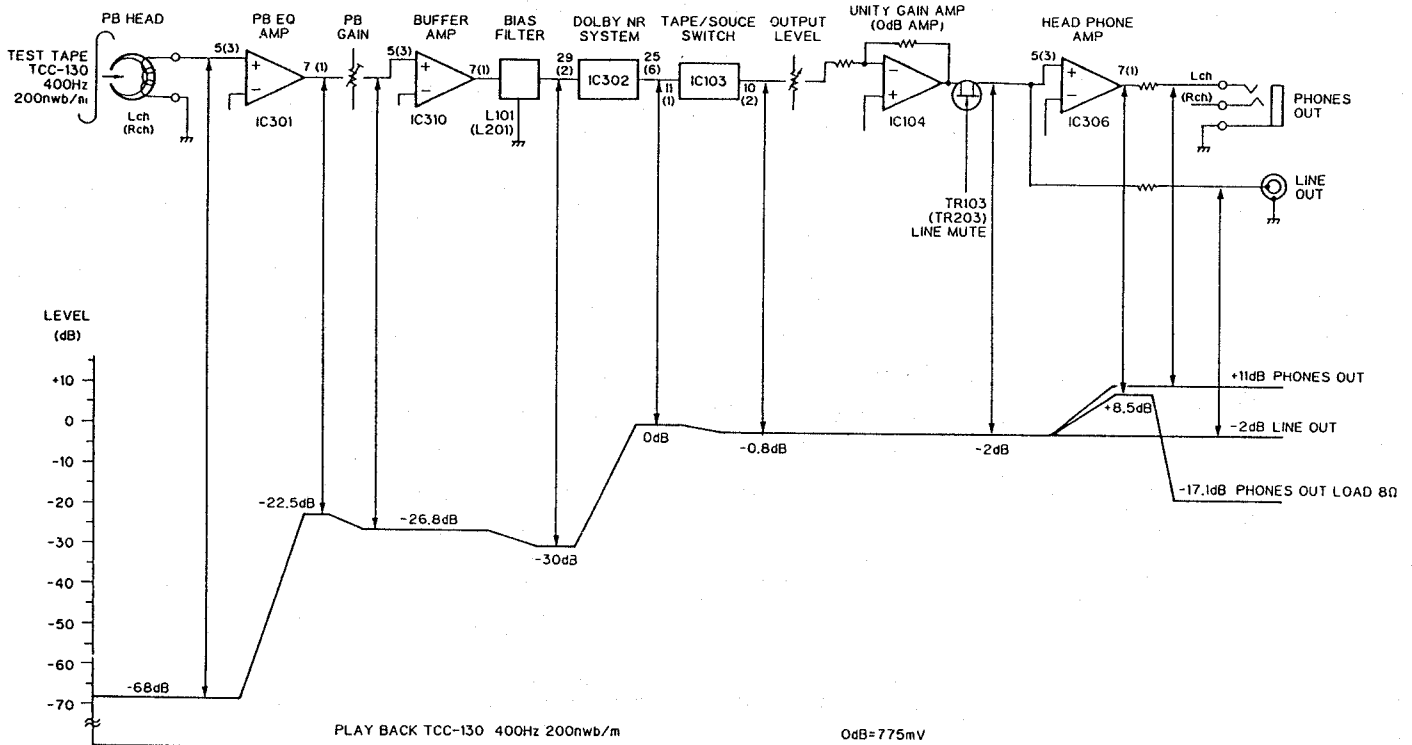 PB HEAD
PB EQ
AMP
PB
GAIN
BUFFER
AMP
BIAS
FILTER
DOLBY NR
SYSTEM
TAPE/SOUCE
SWITCH
OUTPUT
LEVEL
UNITY GAIN AMP
(0dB AMP)
HEAD PHONE
AMP
TEST TAPE
TCC-130
400Hz
200nwb/m
Lch
(Rch)
5(3)
+
−
7 (1)
IC301
5(3)
+
−
7(1)
IC310
L101
(L201)
29
(2)
IC302
25
(6)
11
(1)
IC103
10
(2)
−
+
IC104
TR103
(TR203)
LINE MUTE
5(3)
+
−
7(1)
IC306
Lch
(Rch)
PHONES
OUT
LINE
OUT
LEVEL
(dB)
+10
0
-10
-20
-30
-40
-50
-60
-70
-68dB
-22.5dB
-26.8dB
-30dB
0dB
-0.8dB
-2dB
+8.5dB
+11dB PHONES OUT
-2dB LINE OUT
-17.1dB PHONES OUT LOAD 8Ω
PLAY BACK TCC-130 400Hz 200nwb/m
0dB=775mV